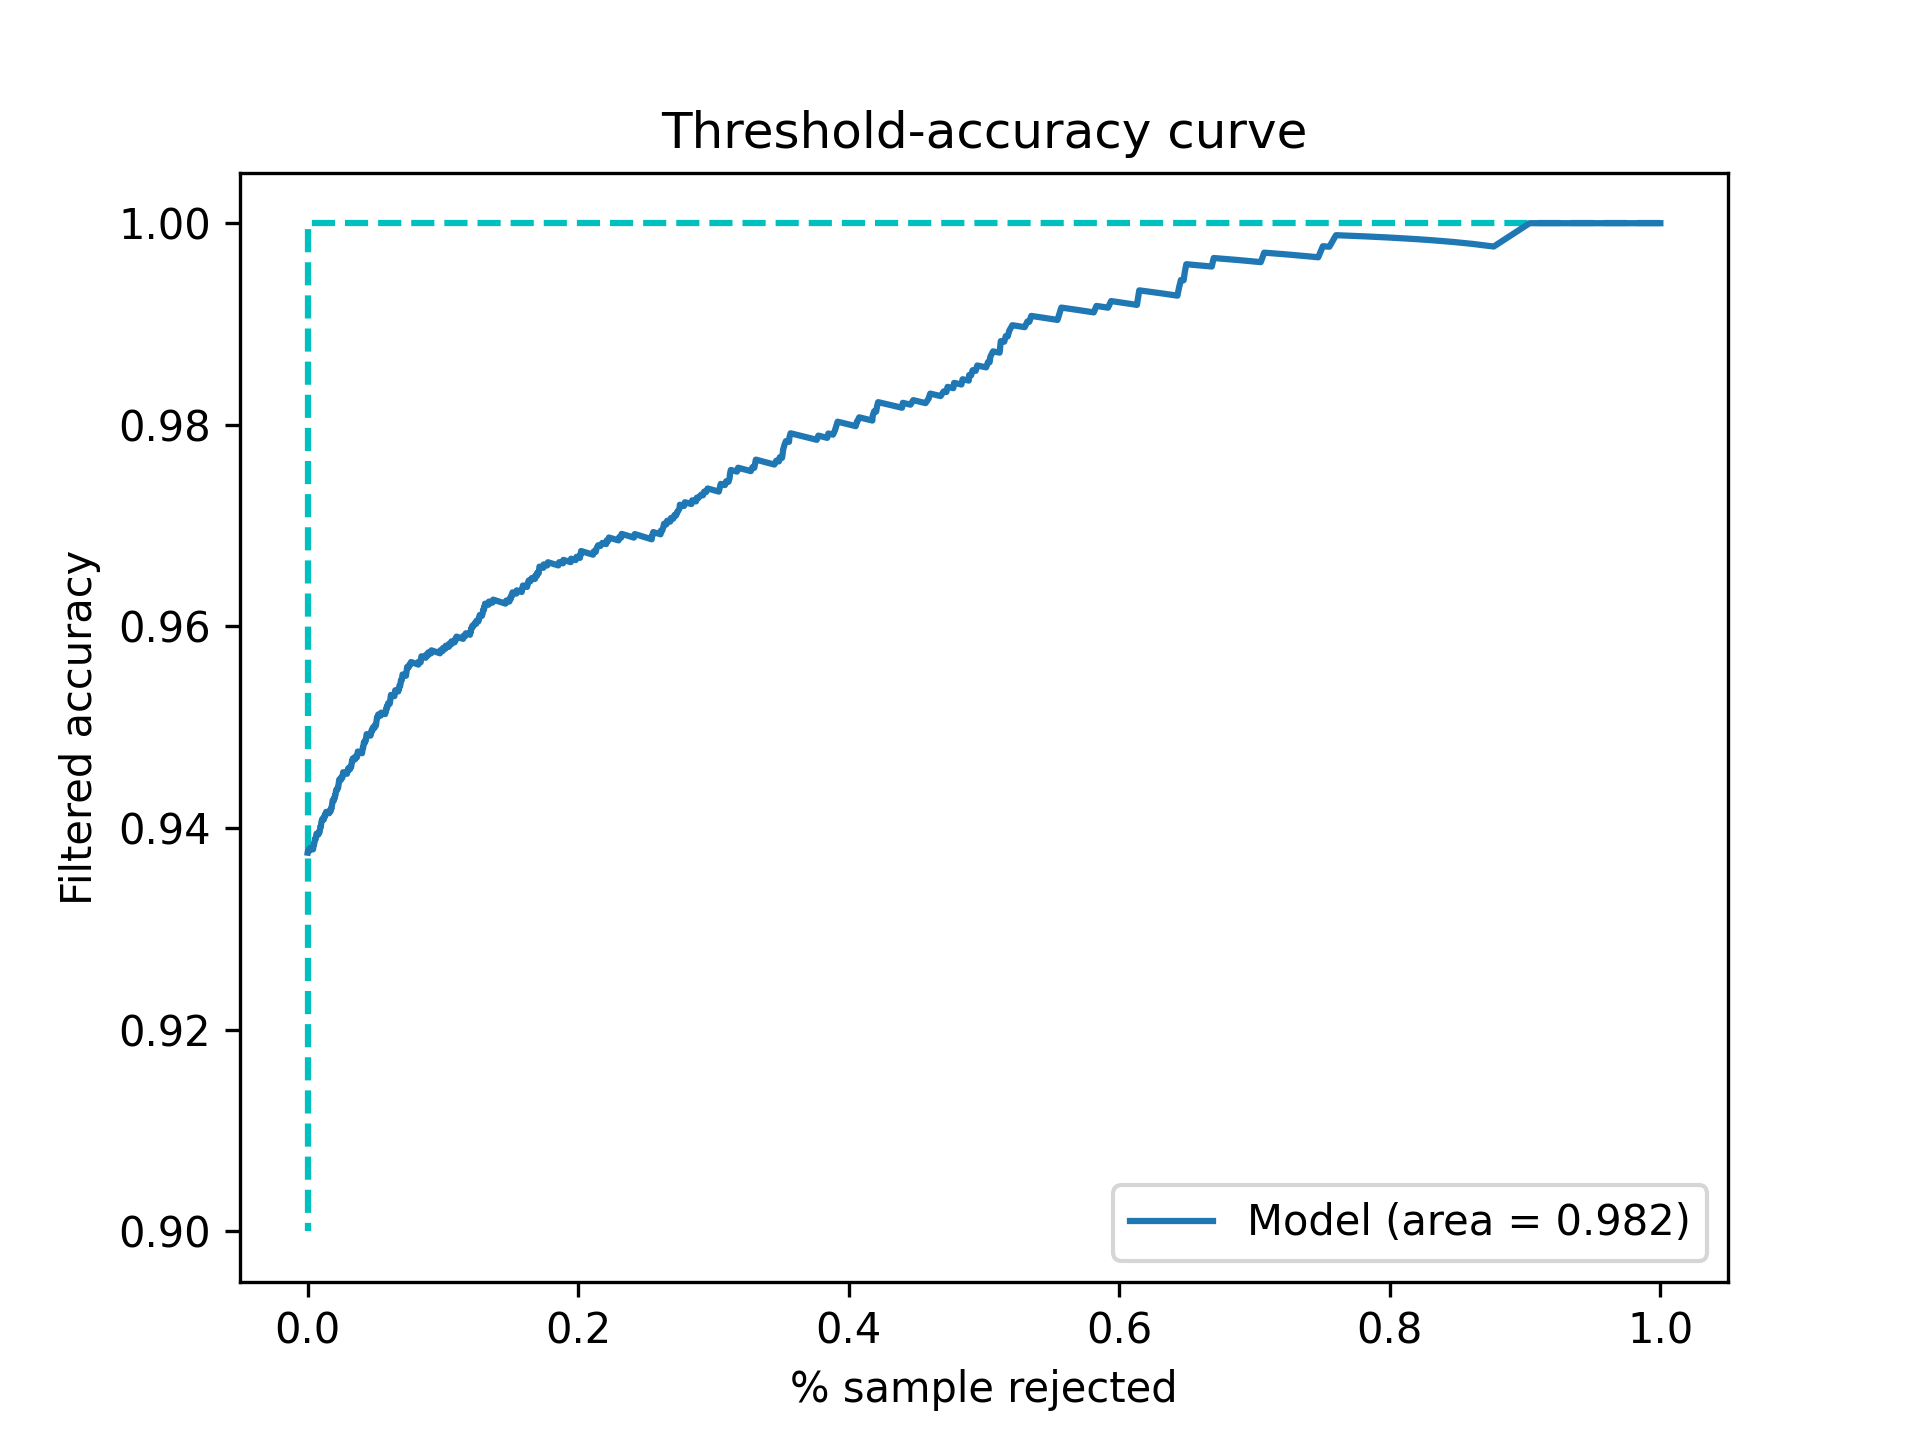 Threshold-accuracy curve
1.00
0.98
0.96
0.94
0.92
0.90
Filtered accuracy
Model (area = 0.982)
0.0 0.2 0.4 0.6 0.8 1.0
% sample rejected